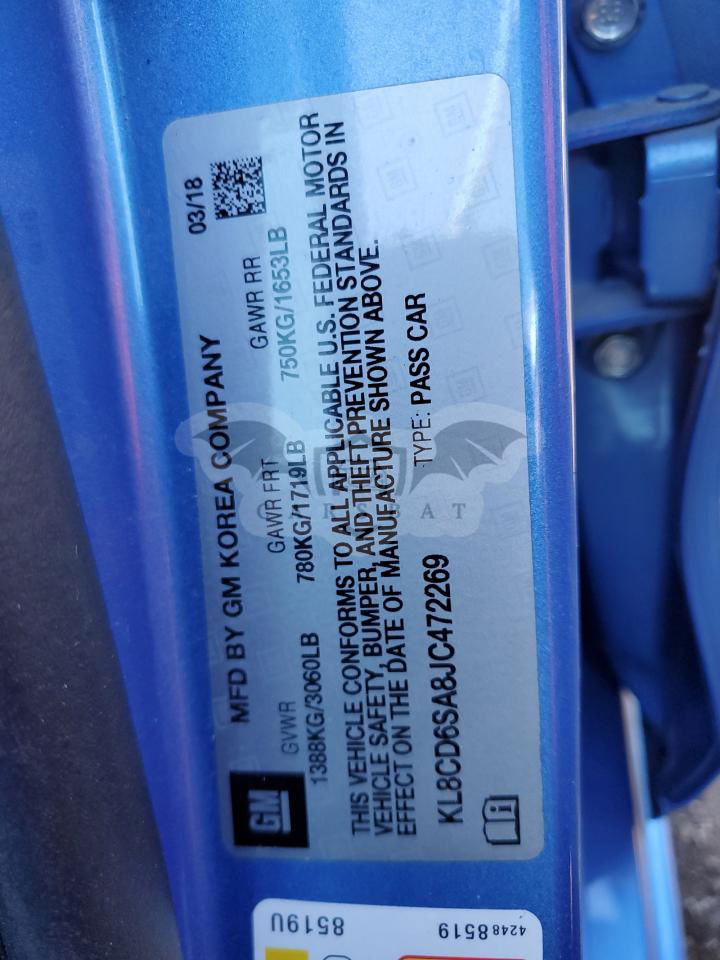 MFD BY GM KOREA COMPANY 03/18
GM
GVWR GAWR FRT GAWR RR
1388KG/3060LB 780KG/1719LB 750KG/1653LB
THIS VEHICLE CONFORMS TO ALL APPLICABLE U.S. FEDERAL MOTOR
VEHICLE SAFETY, BUMPER, AND THEFT PREVENTION STANDARDS IN
EFFECT ON THE DATE OF MANUFACTURE SHOWN ABOVE.
KL8CD6SA8JC472269 TYPE: PASS CAR
8519U
4248 8519